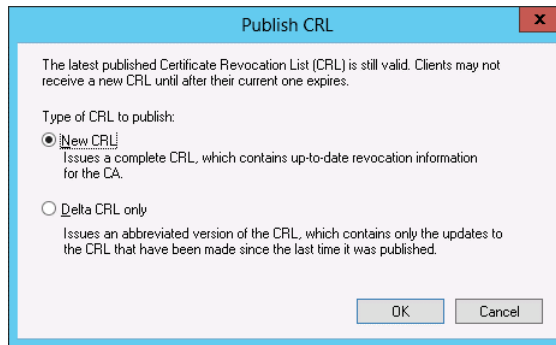 Publish CRL
x
The latest published Certificate Revocation List (CRL) is still valid. Clients may not
receive a new CRL until after their current one expires.
Type of CRL to publish:
New CRL
Issues a complete CRL, which contains up-to-date revocation information
for the CA.
Delta CRL only
Issues an abbreviated version of the CRL, which contains only the updates to
the CRL that have been made since the last time it was published.
OK
Cancel